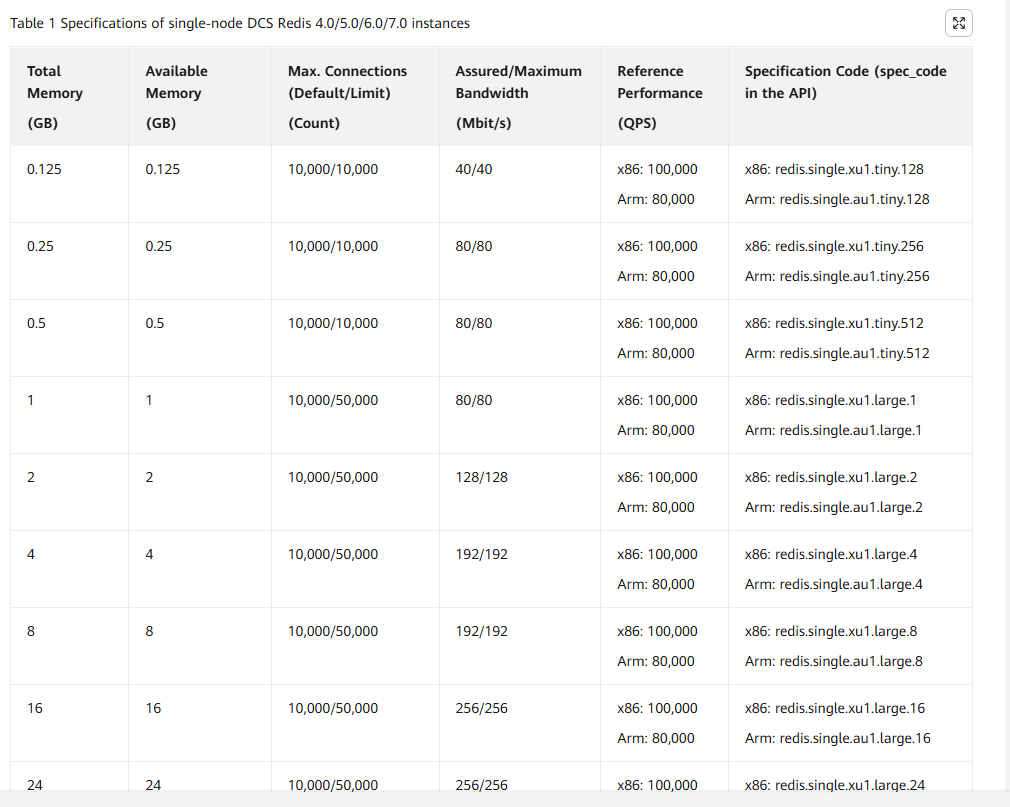 Table 1 Specifications of single-node DCS Redis 4.0/5.0/6.0/7.0 instances
Total Memory (GB) Available Memory (GB) Max. Connections (Default/Limit) (Count) Assured/Maximum Bandwidth (Mbit/s) Reference Performance (QPS) Specification Code (spec_code in the API)
0.125 0.125 10,000/10,000 40/40 x86: 100,000 x86: redis.single.xu1.tiny.128
Arm: 80,000 Arm: redis.single.au1.tiny.128
0.25 0.25 10,000/10,000 80/80 x86: 100,000 x86: redis.single.xu1.tiny.256
Arm: 80,000 Arm: redis.single.au1.tiny.256
0.5 0.5 10,000/10,000 80/80 x86: 100,000 x86: redis.single.xu1.tiny.512
Arm: 80,000 Arm: redis.single.au1.tiny.512
1 1 10,000/50,000 80/80 x86: 100,000 x86: redis.single.xu1.large.1
Arm: 80,000 Arm: redis.single.au1.large.1
2 2 10,000/50,000 128/128 x86: 100,000 x86: redis.single.xu1.large.2
Arm: 80,000 Arm: redis.single.au1.large.2
4 4 10,000/50,000 192/192 x86: 100,000 x86: redis.single.xu1.large.4
Arm: 80,000 Arm: redis.single.au1.large.4
8 8 10,000/50,000 192/192 x86: 100,000 x86: redis.single.xu1.large.8
Arm: 80,000 Arm: redis.single.au1.large.8
16 16 10,000/50,000 256/256 x86: 100,000 x86: redis.single.xu1.large.16
Arm: 80,000 Arm: redis.single.au1.large.16
24 24 10,000/50,000 256/256 x86: 100,000 x86: redis.single.xu1.large.24